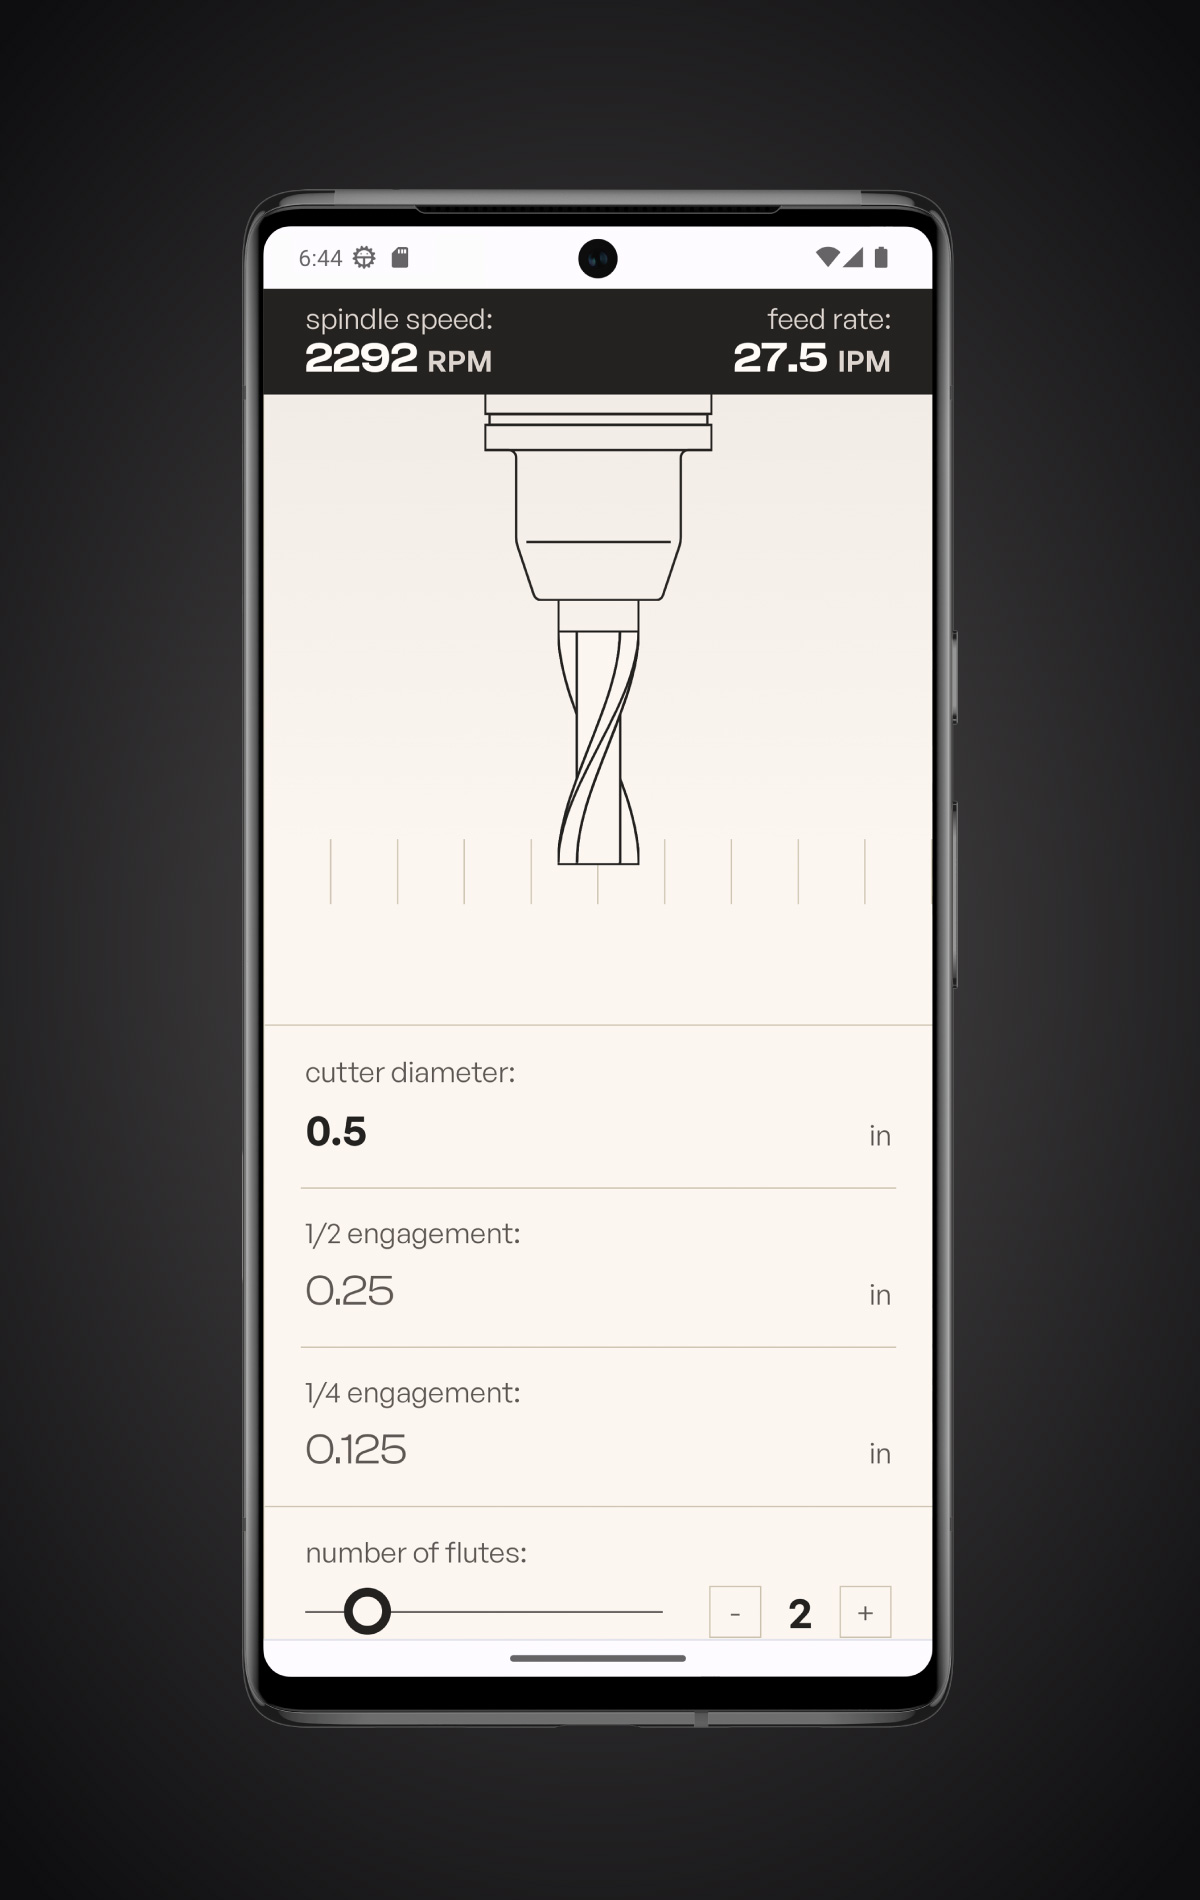 6:44
spindle speed:
feed rate:
2292 RPM
27.5 IPM
cutter diameter:
0.5
in
1/2 engagement:
0.25
in
1/4 engagement:
0.125
in
number of flutes:
-
2
+